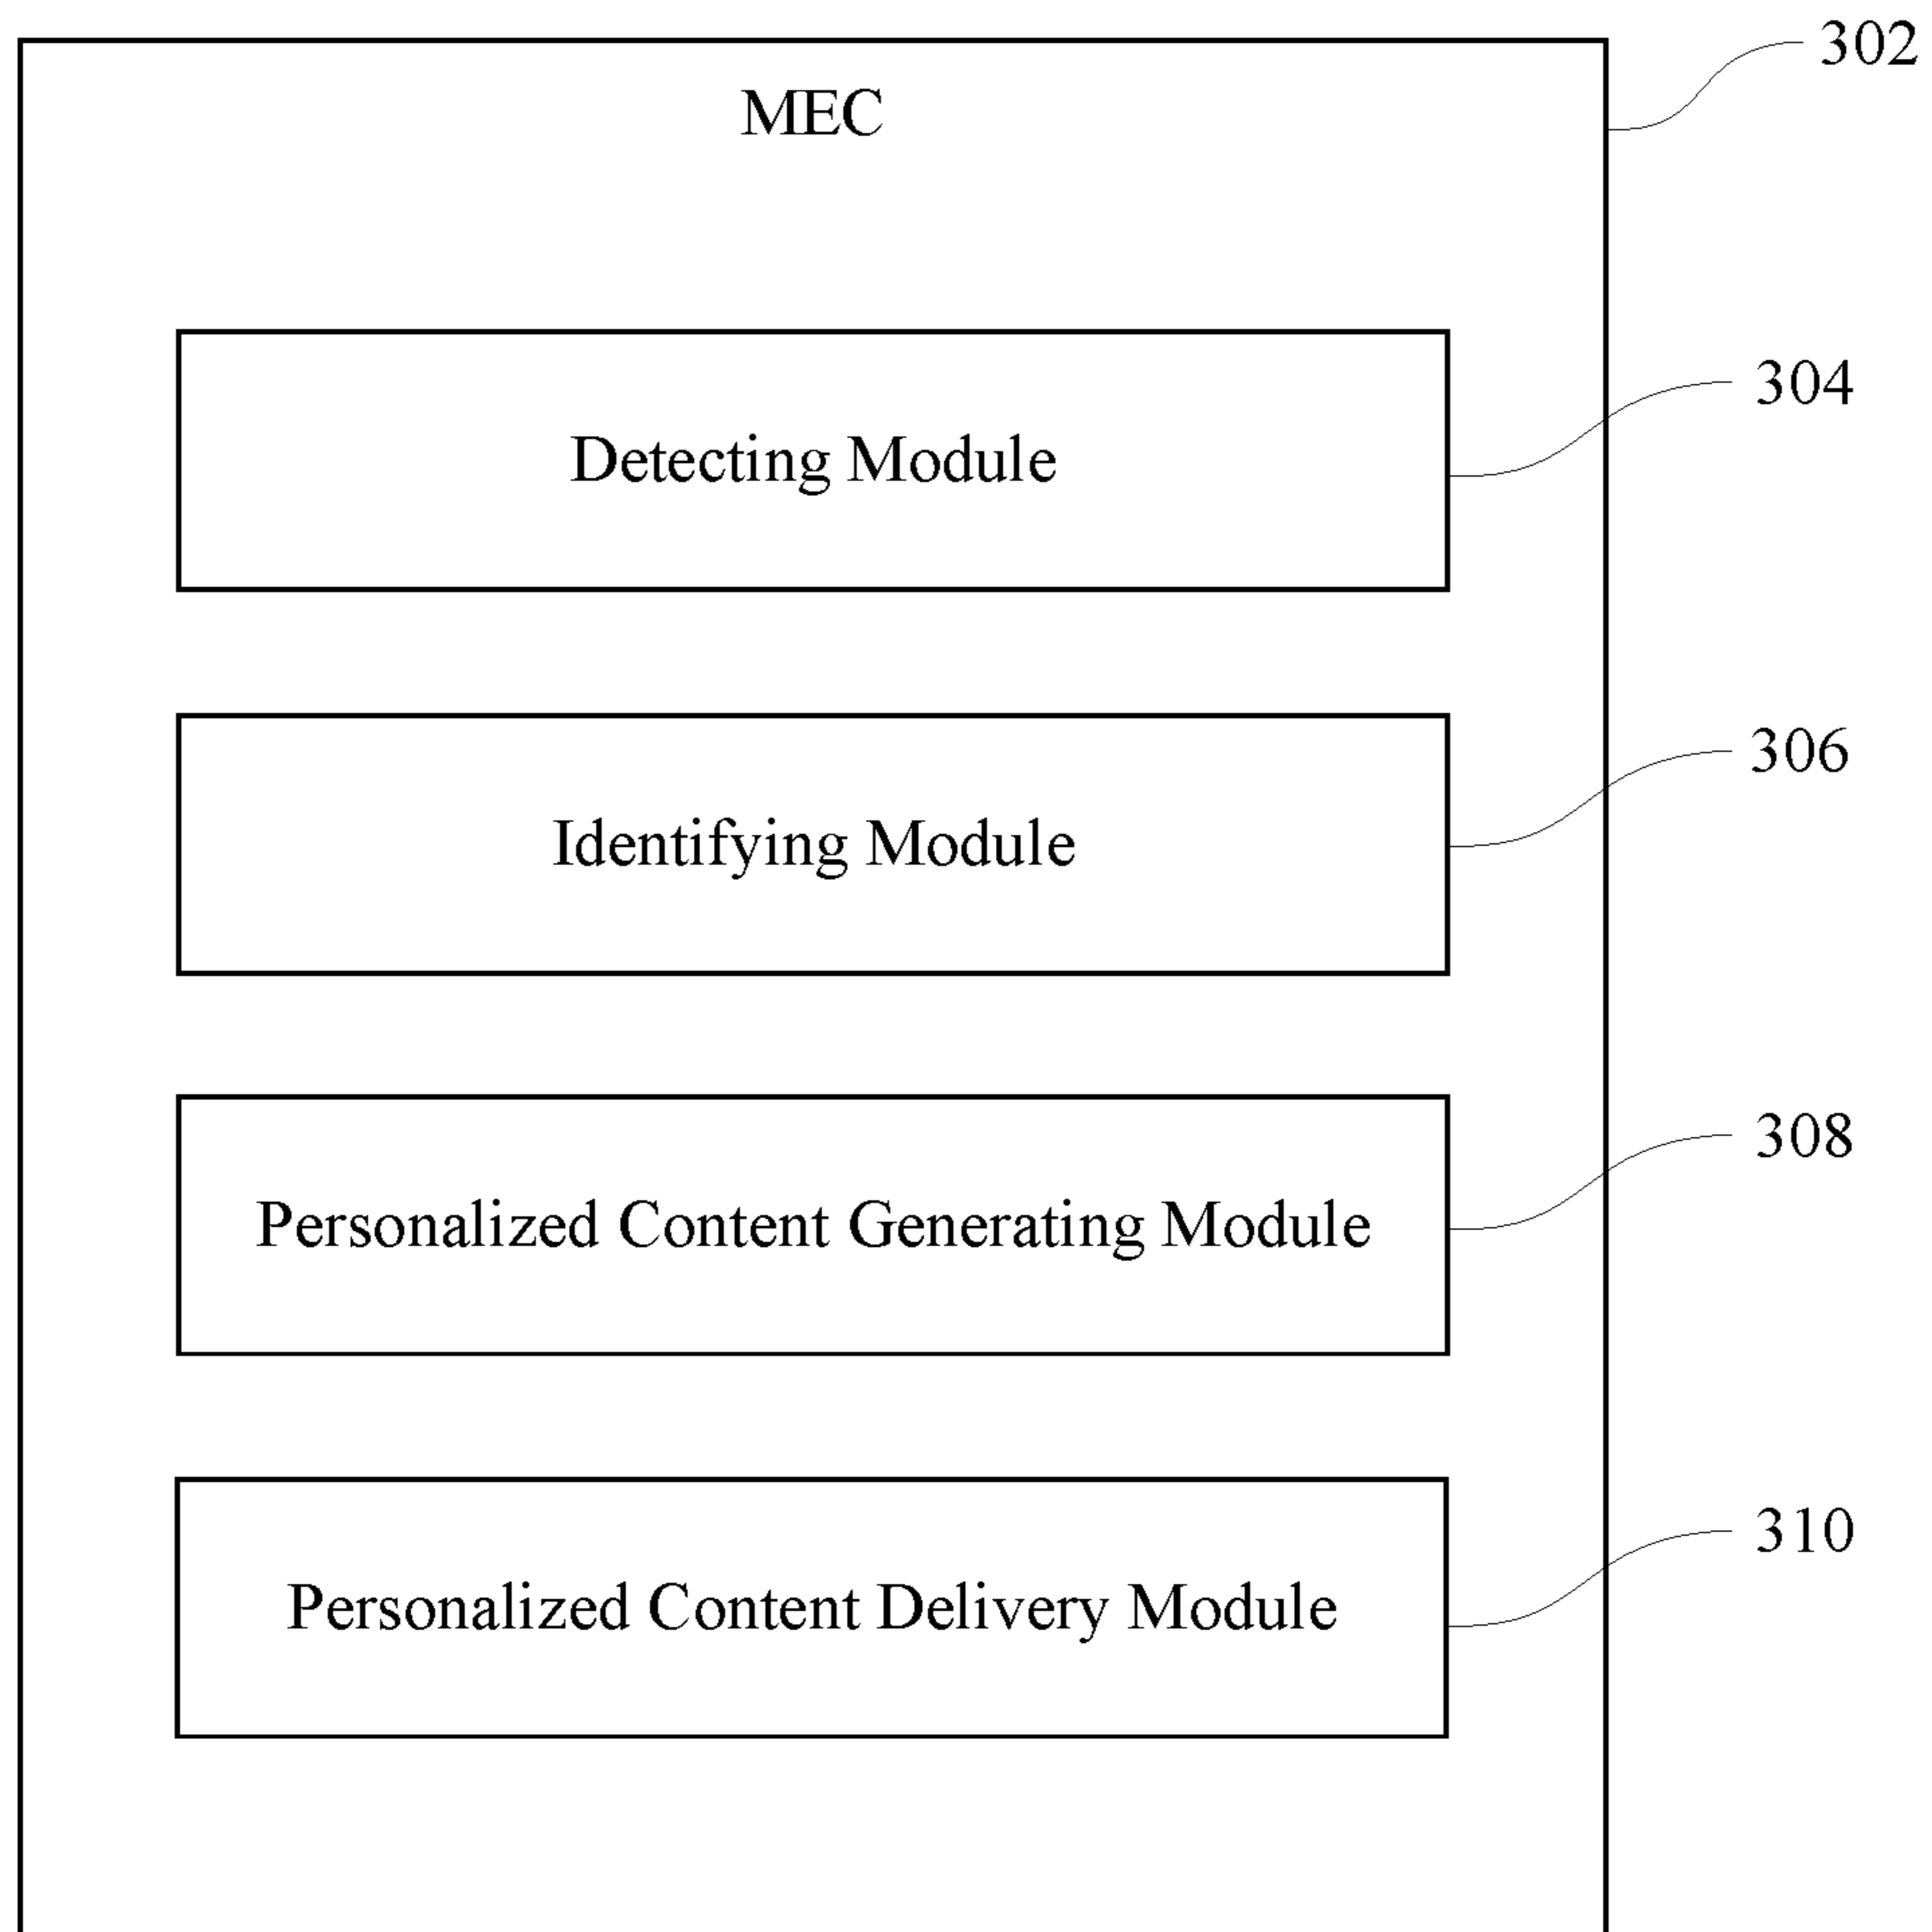 302
MEC
304
Detecting Module
306
Identifying Module
308
Personalized Content Generating Module
310
Personalized Content Delivery Module